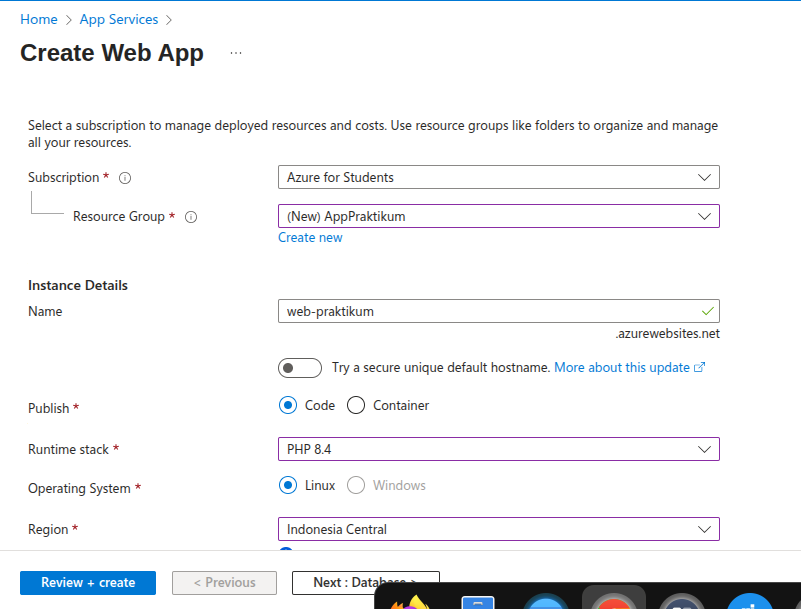 Home > App Services >
Create Web App ...
Select a subscription to manage deployed resources and costs. Use resource groups like folders to organize and manage
all your resources.
Subscription *
Azure for Students
Resource Group *
(New) AppPraktikum
Create new
Instance Details
Name
web-praktikum
.azurewebsites.net
Try a secure unique default hostname. More about this update
Publish *
Code
Container
Runtime stack *
PHP 8.4
Operating System *
Linux
Windows
Region *
Indonesia Central
Review + create
< Previous
Next : Database >